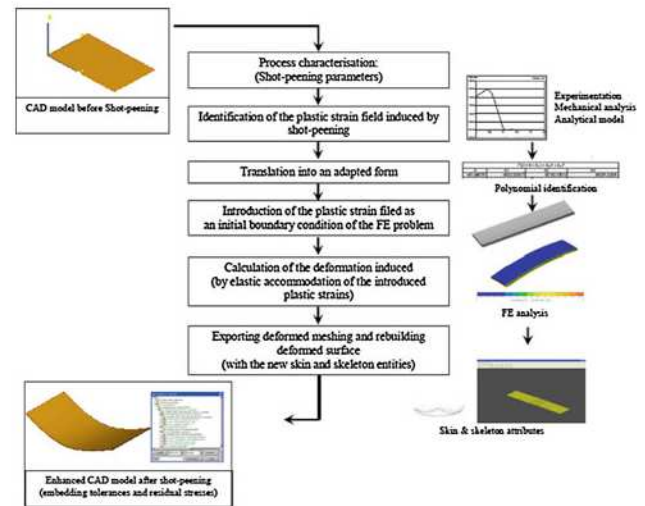 CAD model before Shot-peening
Process characterisation:
(Shot-peening parameters)
Identification of the plastic strain field induced by
shot-peening
Translation into an adapted form
Introduction of the plastic strain filed as
an initial boundary condition of the FE problem
Calculation of the deformation induced
(by elastic accommodation of the introduced
plastic strains)
Exporting deformed meshing and rebuilding
deformed surface
(with the new skin and skeleton entities)
Experimentation
Mechanical analysis
Analytical model
Polynomial identification
FE analysis
Skin & skeleton attributes
Enhanced CAD model after shot-peening
(embedding tolerances and residual stresses)